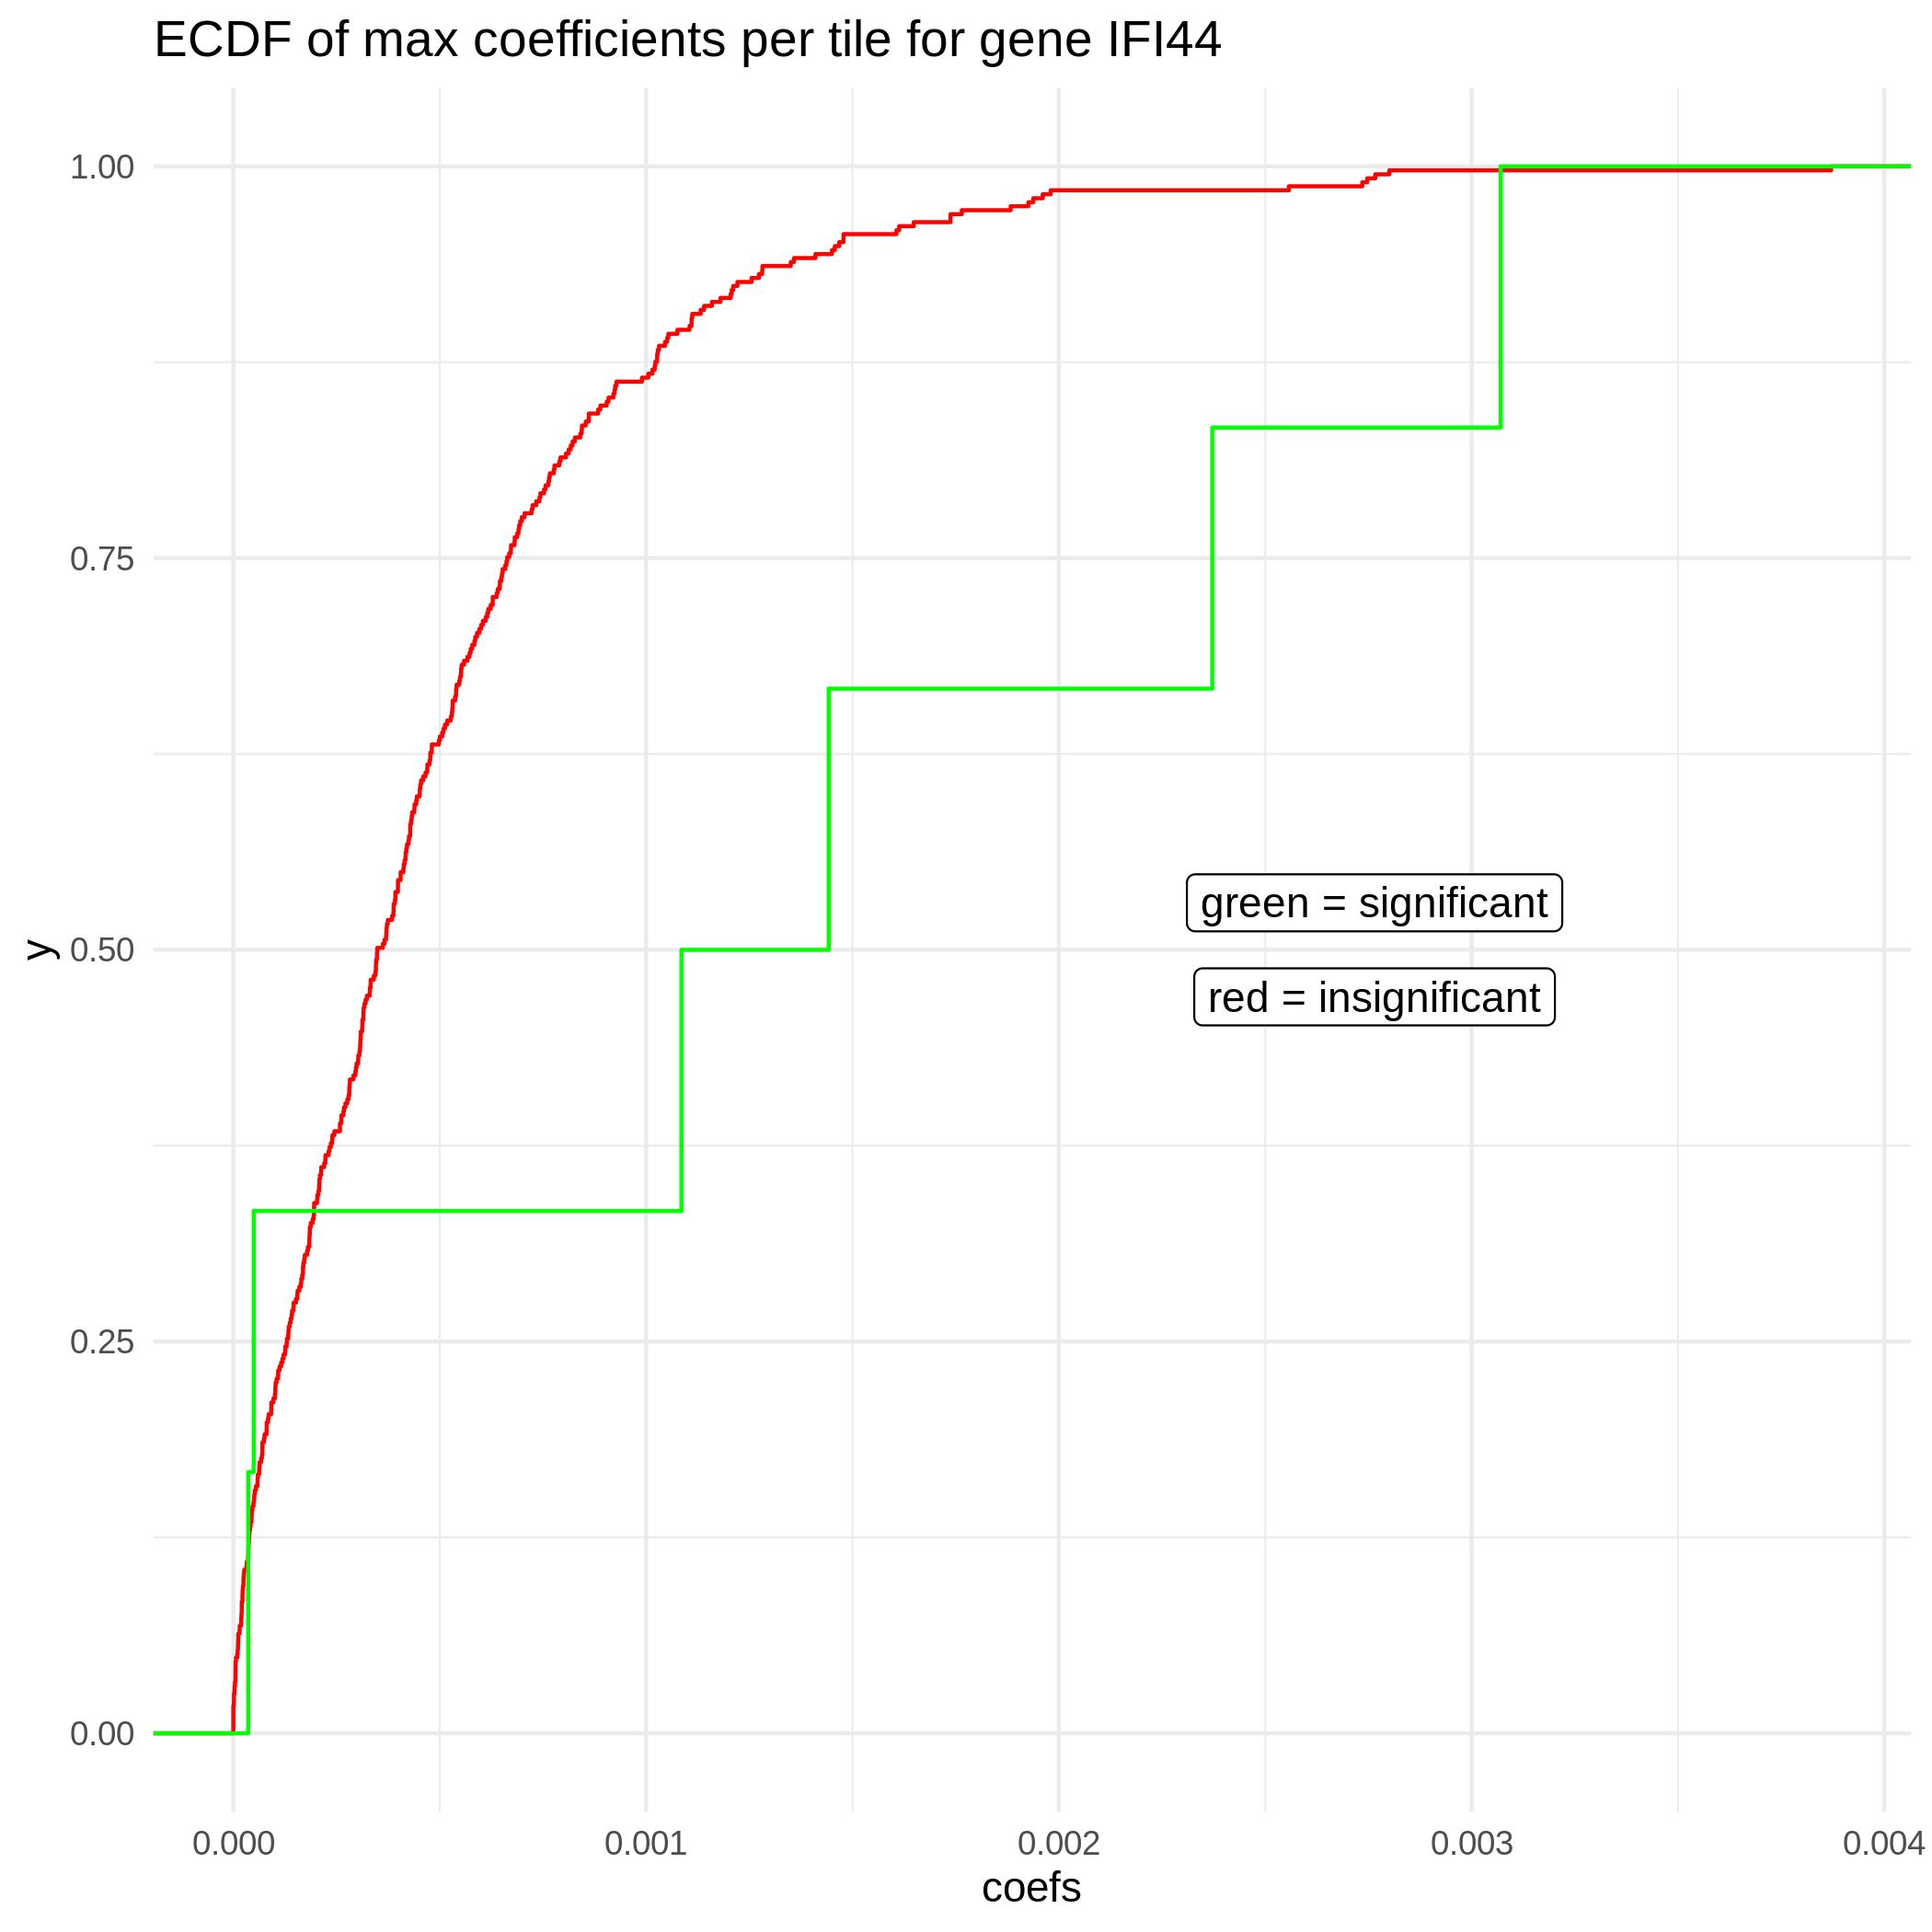 ECDF of max coefficients per tile for gene IFI44
1.00
0.75
0.50
0.25
0.00
y
green = significant
red = insignificant
0.000 0.001 0.002 0.003 0.004
coefs